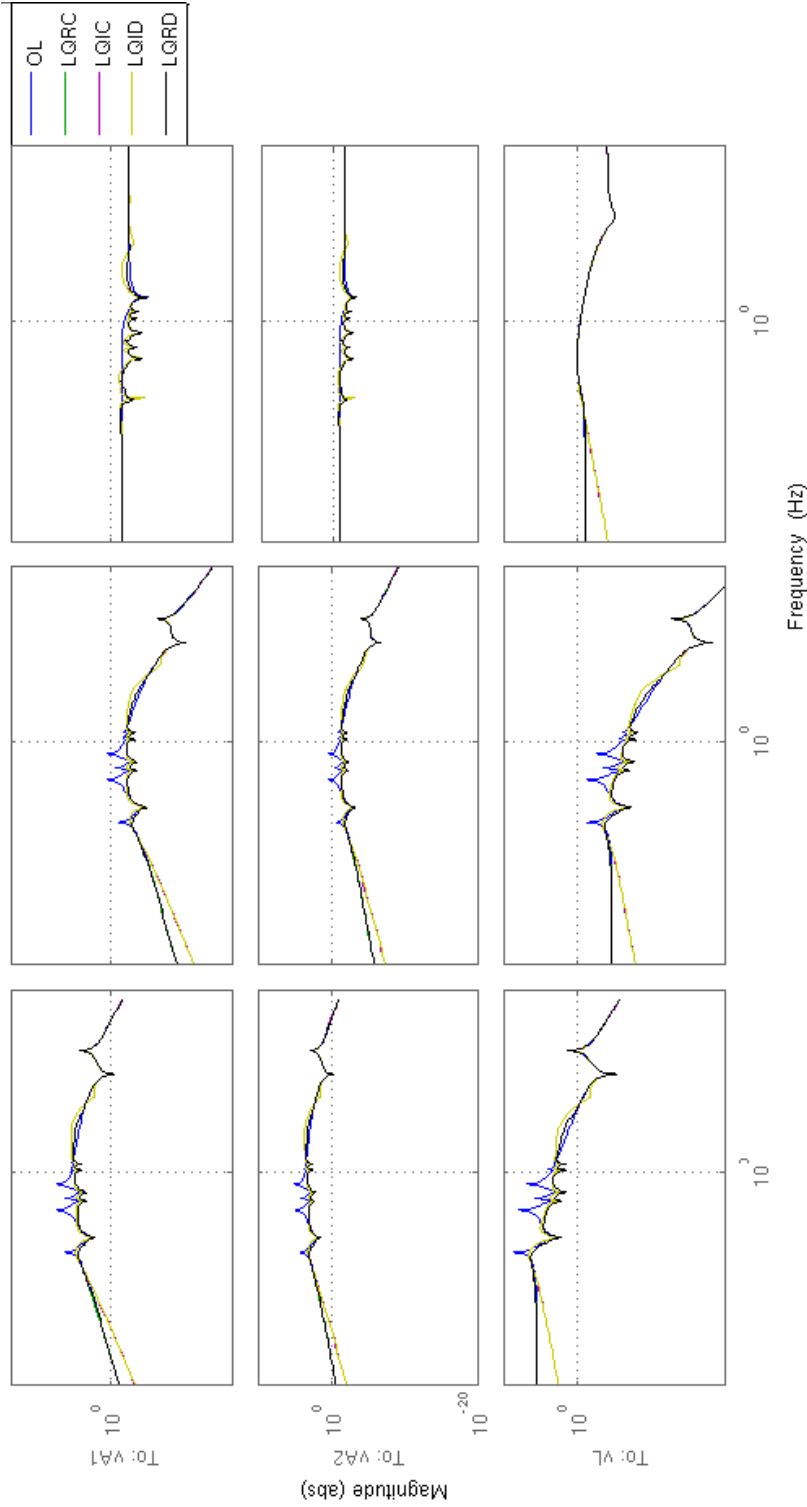 OL
LQRC
LQIC
LQID
LQRD
To: vA1
10^0
To: vA2
10^0
10^-20
To: vL
10^0
Magnitude (abs)
10^0
10^0
10^0
Frequency (Hz)